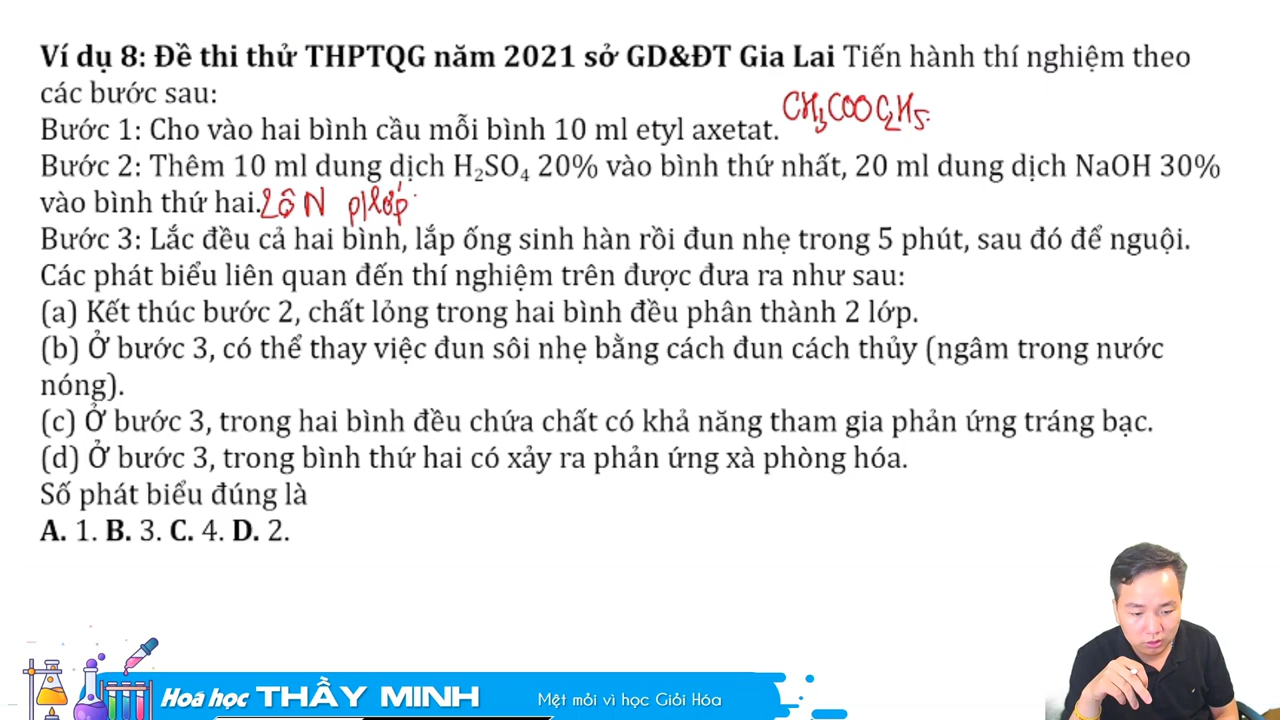 Ví dụ 8: Đề thi thử THPTQG năm 2021 sở GD&ĐT Gia Lai Tiến hành thí nghiệm theo
các bước sau:
CH3COOC2H5.
Bước 1: Cho vào hai bình cầu mỗi bình 10 ml etyl axetat.
Bước 2: Thêm 10 ml dung dịch H₂SO₄ 20% vào bình thứ nhất, 20 ml dung dịch NaOH 30%
vào bình thứ hai. LÔN p/lớp
Bước 3: Lắc đều cả hai bình, lắp ống sinh hàn rồi đun nhẹ trong 5 phút, sau đó để nguội.
Các phát biểu liên quan đến thí nghiệm trên được đưa ra như sau:
(a) Kết thúc bước 2, chất lỏng trong hai bình đều phân thành 2 lớp.
(b) Ở bước 3, có thể thay việc đun sôi nhẹ bằng cách đun cách thủy (ngâm trong nước
nóng).
(c) Ở bước 3, trong hai bình đều chứa chất có khả năng tham gia phản ứng tráng bạc.
(d) Ở bước 3, trong bình thứ hai có xảy ra phản ứng xà phòng hóa.
Số phát biểu đúng là
A. 1. B. 3. C. 4. D. 2.
Hoá học THẦY MINH Mệt mỏi vì học Giỏi Hóa